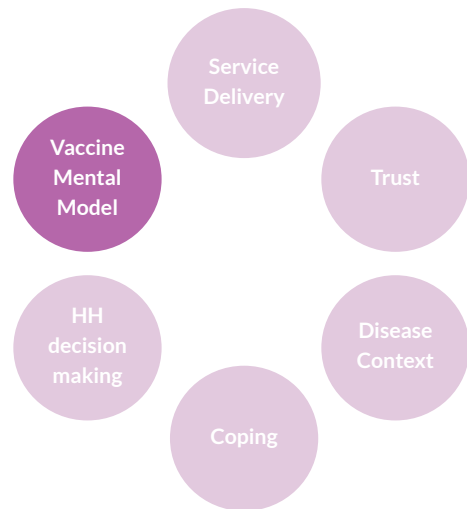 Service
Delivery
Vaccine
Mental
Model
Trust
HH
decision
making
Disease
Context
Coping